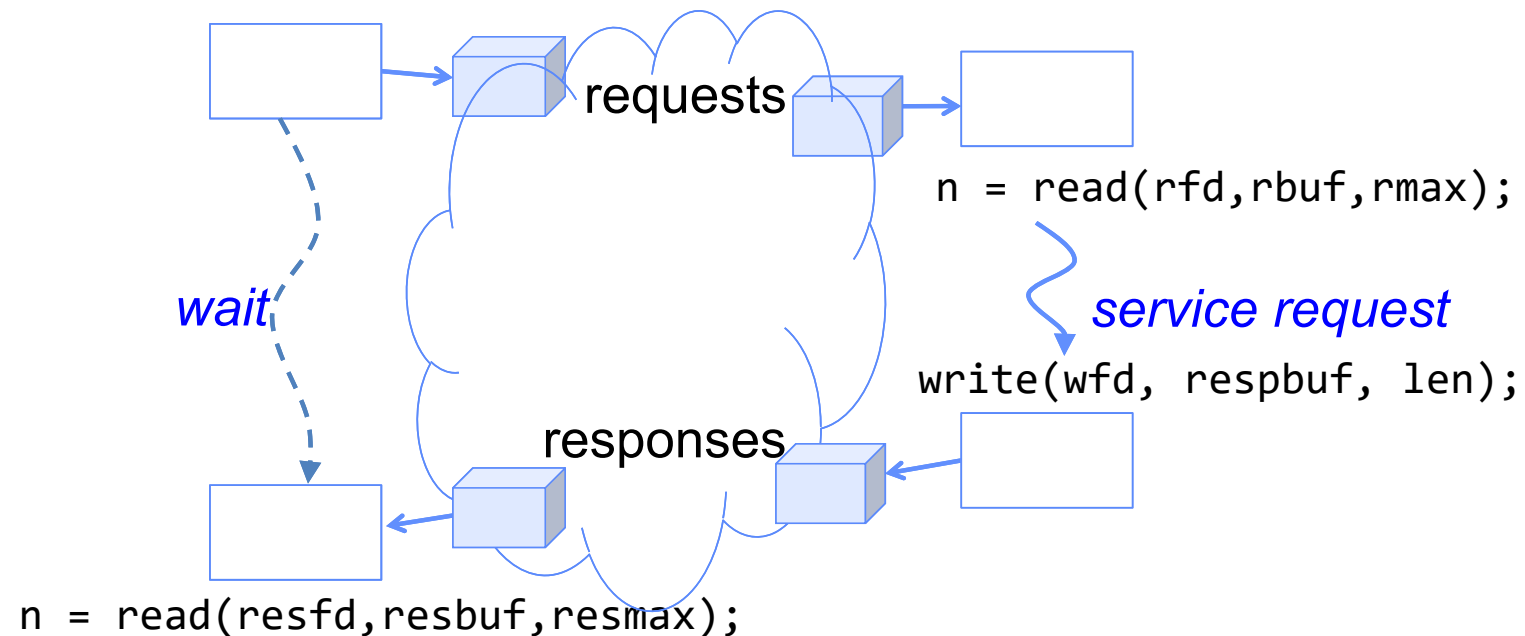 requests
n = read(rfd,rbuf,rmax);
wait
service request
write(wfd, respbuf, len);
responses
n = read(resfd,resbuf,resmax);